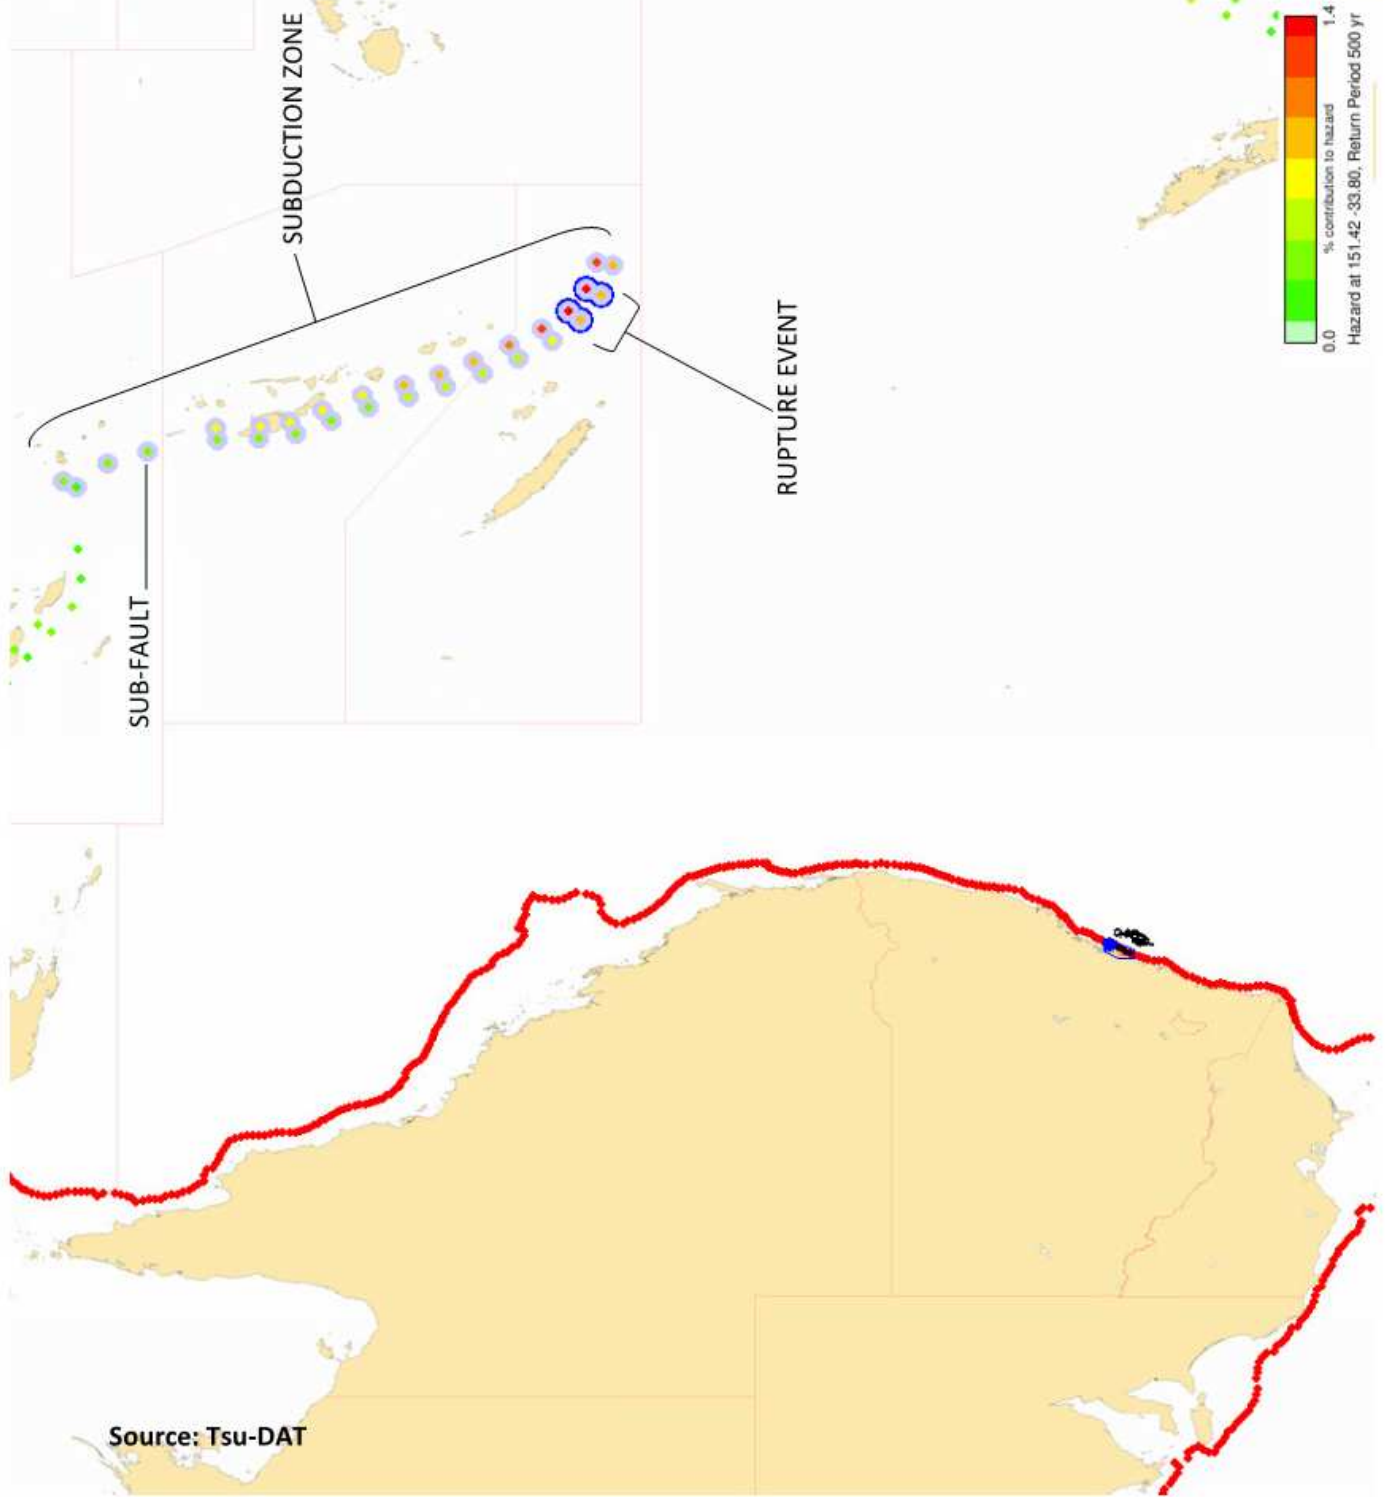 SUBDUCTION ZONE
SUB-FAULT
RUPTURE EVENT
0.0
1.4
% contribution to hazard
Hazard at 151.42 -33.80, Return Period 500 yr
Source: Tsu-DAT